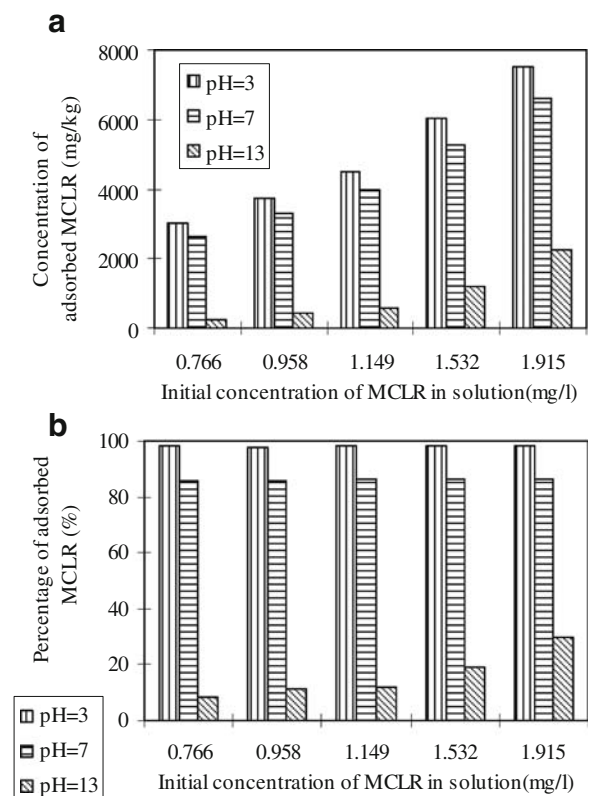 a
8000
6000
4000
2000
0
Concentration of
adsorbed MCLR (mg/kg)
pH=3
pH=7
pH=13
0.766 0.958 1.149 1.532 1.915
Initial concentration of MCLR in solution(mg/l)
b
100
80
60
40
20
0
Percentage of adsorbed
MCLR (%)
pH=3
pH=7
pH=13
0.766 0.958 1.149 1.532 1.915
Initial concentration of MCLR in solution(mg/l)